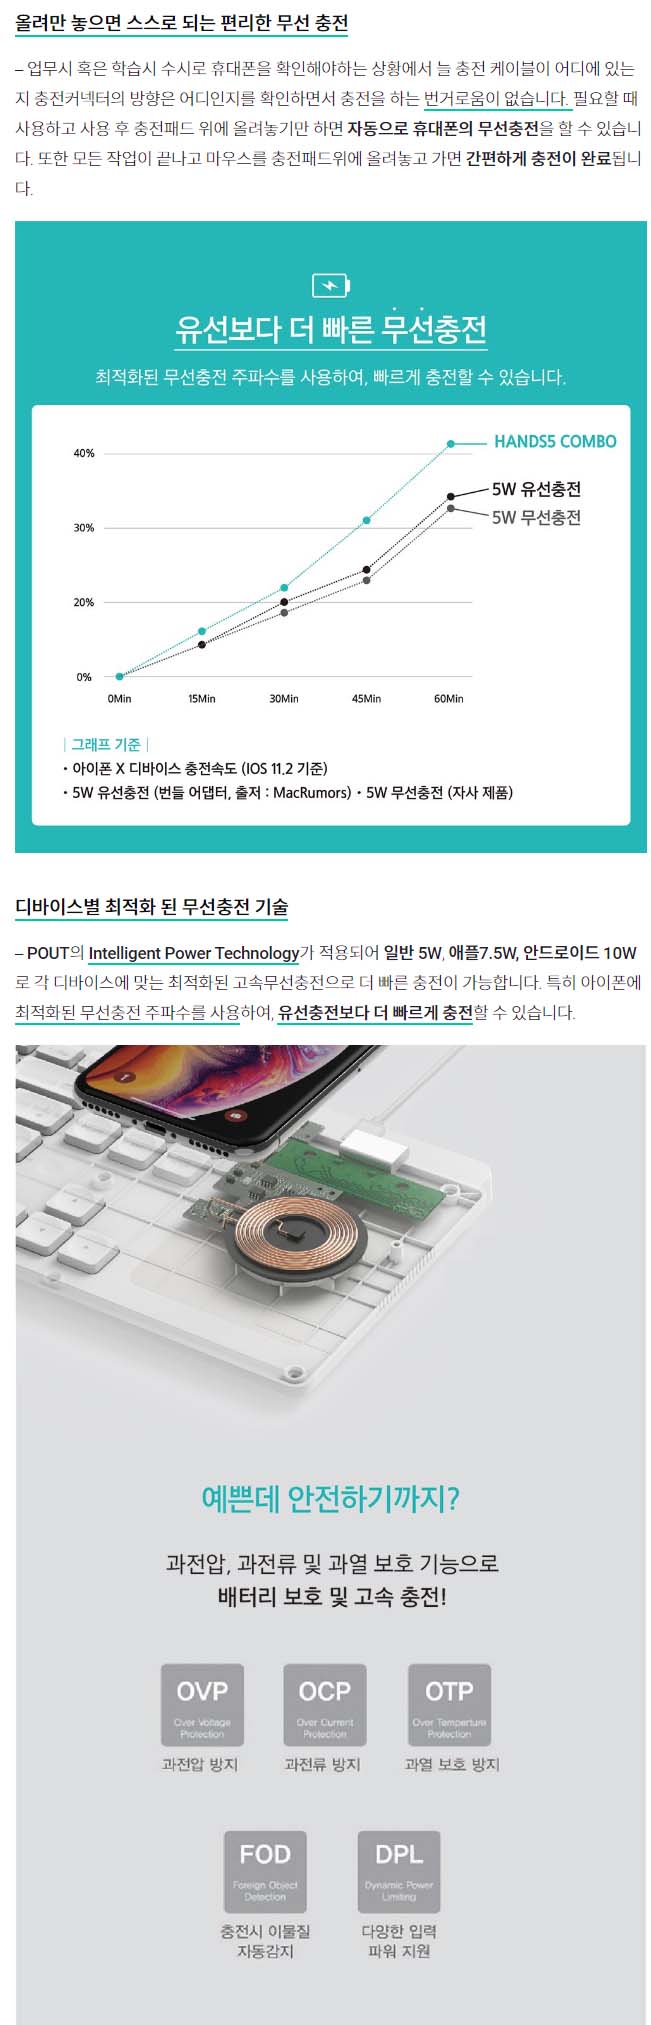 올려만 놓으면 스스로 되는 편리한 무선 충전
– 업무시 혹은 학습시 수시로 휴대폰을 확인해야하는 상황에서 늘 충전 케이블이 어디에 있는
지 충전커넥터의 방향은 어디인지를 확인하면서 충전을 하는 번거로움이 없습니다. 필요할 때
사용하고 사용 후 충전패드 위에 올려놓기만 하면 자동으로 휴대폰의 무선충전을 할 수 있습니
다. 또한 모든 작업이 끝나고 마우스를 충전패드위에 올려놓고 가면 간편하게 충전이 완료됩니
다.
유선보다 더 빠른 무선충전
최적화된 무선충전 주파수를 사용하여, 빠르게 충전할 수 있습니다.
HANDS5 COMBO
40%
5W 유선충전
5W 무선충전
30%
20%
0%
0Min 15Min 30Min 45Min 60Min
| 그래프 기준 |
• 아이폰 X 디바이스 충전속도 (IOS 11.2 기준)
• 5W 유선충전 (번들 어댑터, 출저 : MacRumors) • 5W 무선충전 (자사 제품)
디바이스별 최적화 된 무선충전 기술
– POUT의 Intelligent Power Technology가 적용되어 일반 5W, 애플7.5W, 안드로이드 10W
로 각 디바이스에 맞는 최적화된 고속무선충전으로 더 빠른 충전이 가능합니다. 특히 아이폰에
최적화된 무선충전 주파수를 사용하여, 유선충전보다 더 빠르게 충전할 수 있습니다.
예쁜데 안전하기까지?
과전압, 과전류 및 과열 보호 기능으로
배터리 보호 및 고속 충전!
OVP OCP OTP
Over Voltage Over Current Over Temperture
Protection Protection Protection
과전압 방지 과전류 방지 과열 보호 방지
FOD DPL
Foreign Object Dynamic Power
Detection Limiting
충전시 이물질 다양한 입력
자동감지 파워 지원